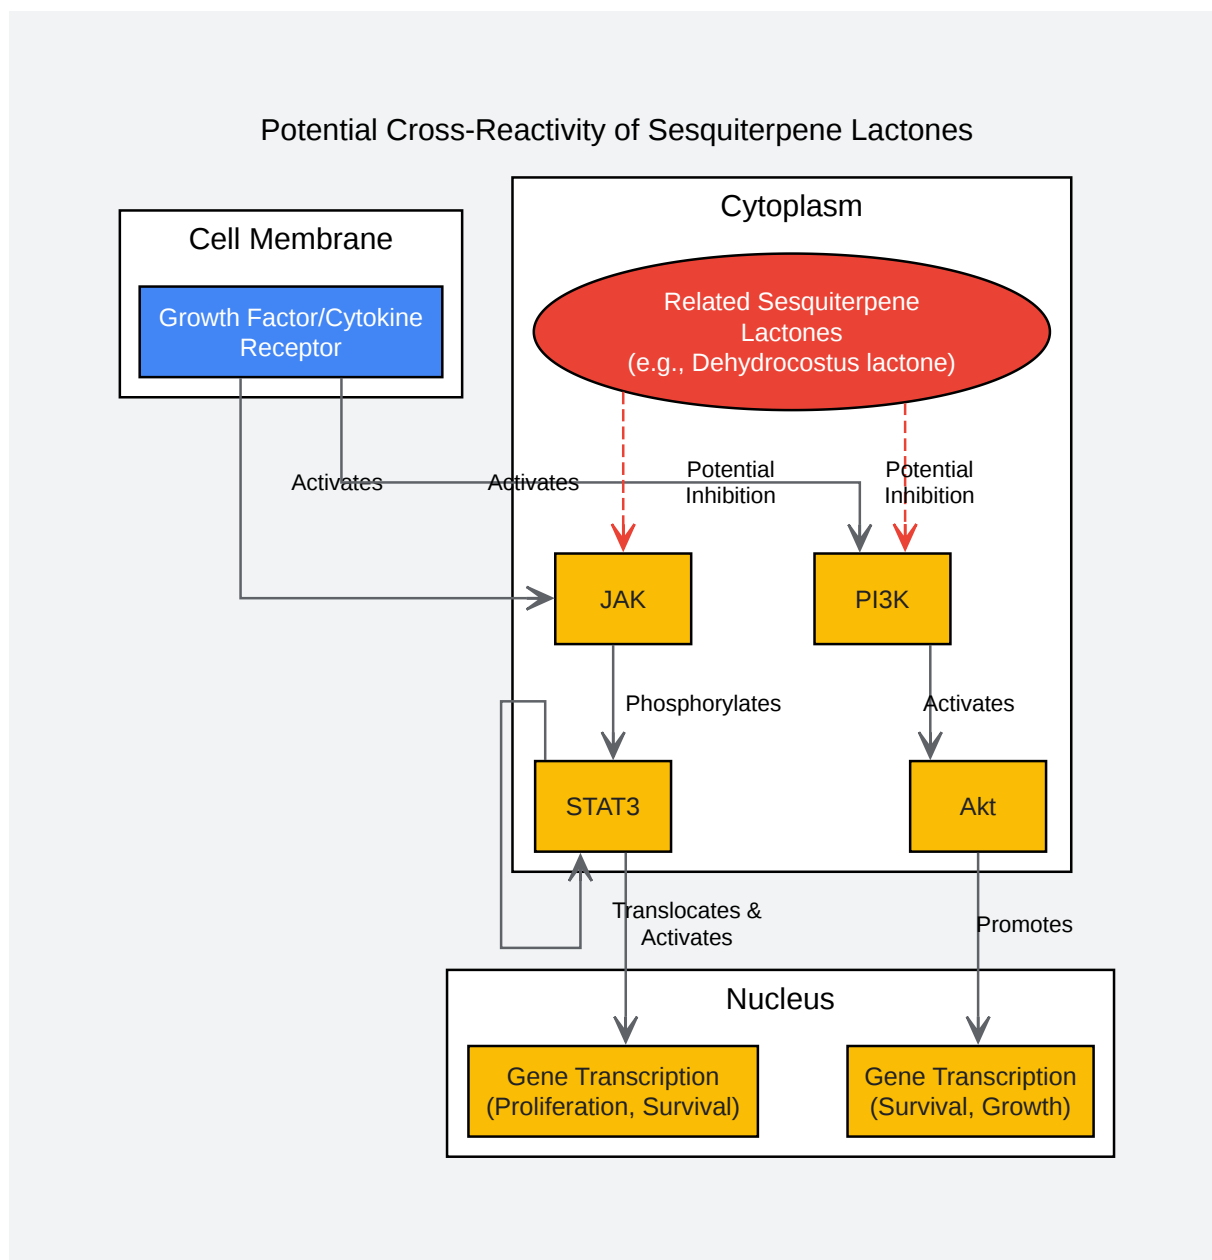 Potential Cross-Reactivity of Sesquiterpene Lactones
Cytoplasm
Cell Membrane
Growth Factor/Cytokine
Receptor
Related Sesquiterpene
Lactones
(e.g., Dehydrocostus lactone)
Activates
Activates
Potential
Inhibition
Potential
Inhibition
JAK
PI3K
Phosphorylates
Activates
STAT3
Akt
Translocates &
Activates
Promotes
Nucleus
Gene Transcription
(Proliferation, Survival)
Gene Transcription
(Survival, Growth)